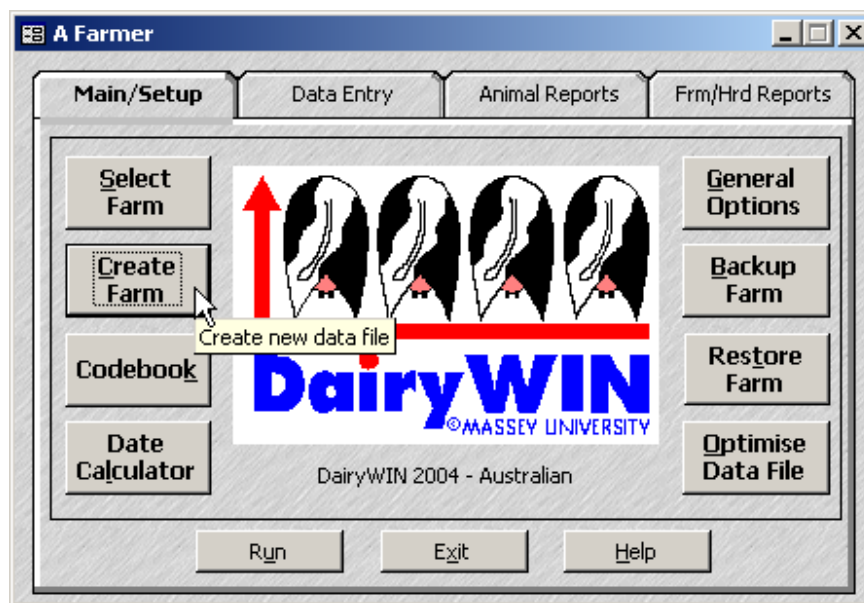 A Farmer
Main/Setup
Data Entry
Animal Reports
Frm/Hrd Reports
Select
Farm
Create
Farm
Codebook
Date
Calculator
Create new data file
DairyWIN
©MASSEY UNIVERSITY
DairyWIN 2004 - Australian
General
Options
Backup
Farm
Restore
Farm
Optimise
Data File
Run
Exit
Help